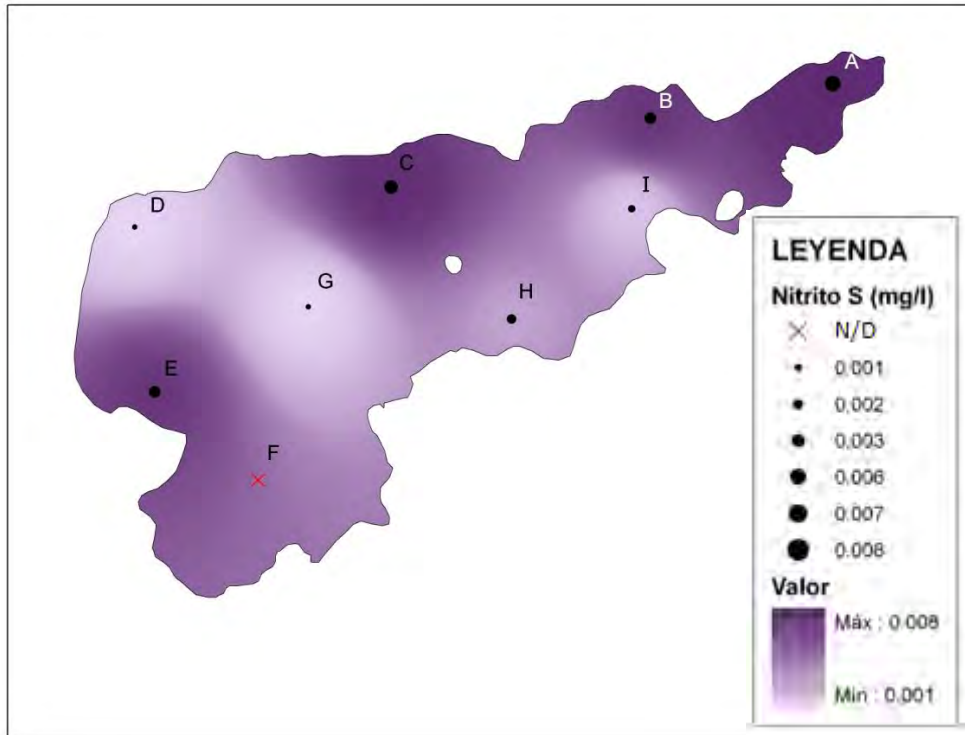 A
B
C
I
D
G
H
E
F
LEYENDA
Nitrito S (mg/l)
N/D
0.001
0.002
0.003
0.006
0.007
0.008
Valor
Máx : 0.008
Min : 0.001